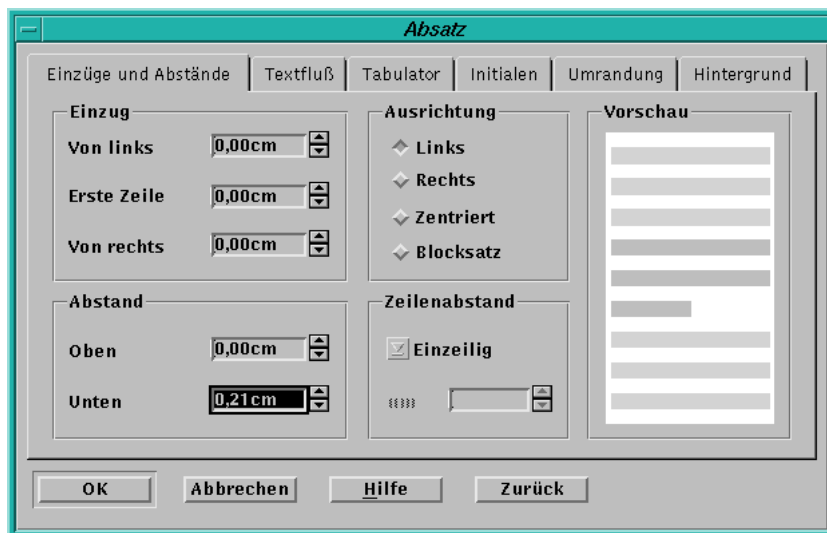 Absatz
Einzüge und Abstände Textfluß Tabulator Initialen Umrandung Hintergrund
Einzug
Von links 0,00cm
Erste Zeile 0,00cm
Von rechts 0,00cm
Ausrichtung
Links
Rechts
Zentriert
Blocksatz
Vorschau
Abstand
Oben 0,00cm
Unten 0,21cm
Zeilenabstand
Einzeilig
OK Abbrechen Hilfe Zurück